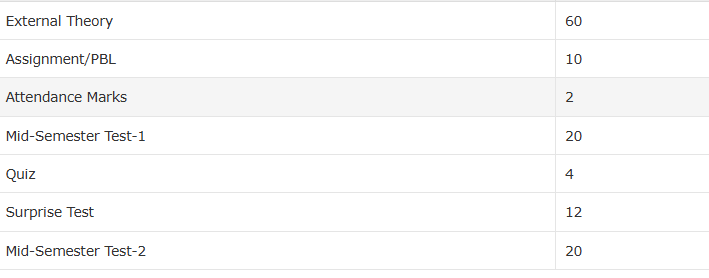 External Theory 60
Assignment/PBL 10
Attendance Marks 2
Mid-Semester Test-1 20
Quiz 4
Surprise Test 12
Mid-Semester Test-2 20